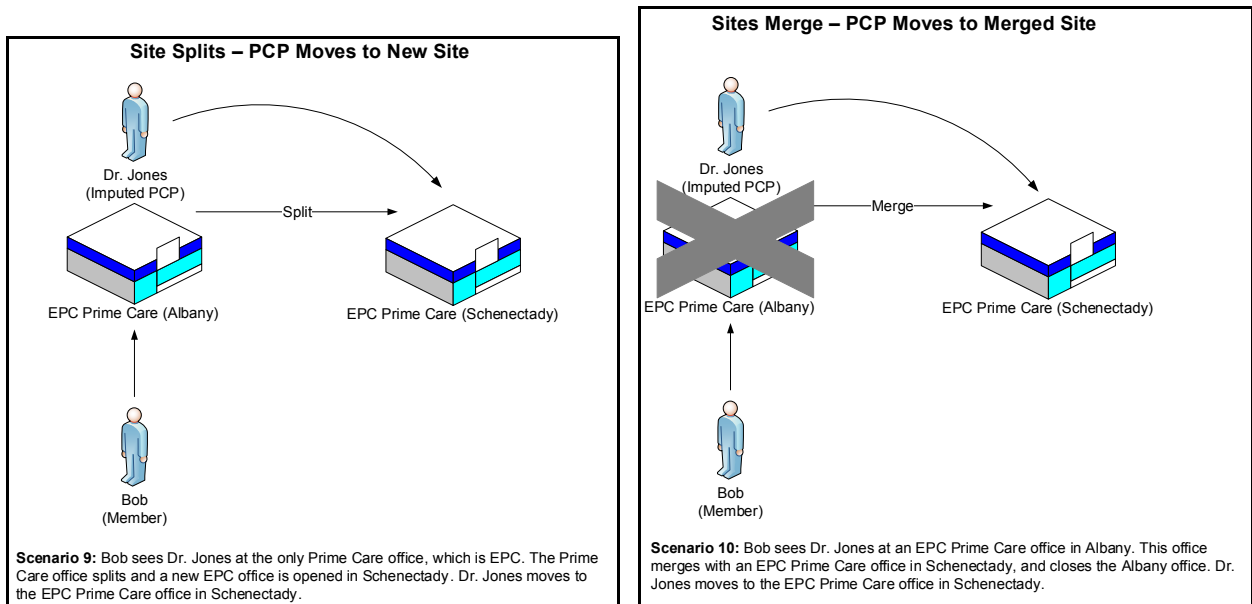 Site Splits – PCP Moves to New Site
Dr. Jones
(Imputed PCP)
Split
EPC Prime Care (Albany)
EPC Prime Care (Schenectady)
Bob
(Member)
Scenario 9: Bob sees Dr. Jones at the only Prime Care office, which is EPC. The Prime
Care office splits and a new EPC office is opened in Schenectady. Dr. Jones moves to
the EPC Prime Care office in Schenectady.
Sites Merge – PCP Moves to Merged Site
Dr. Jones
(Imputed PCP)
Merge
EPC Prime Care (Albany)
EPC Prime Care (Schenectady)
Bob
(Member)
Scenario 10: Bob sees Dr. Jones at an EPC Prime Care office in Albany. This office
merges with an EPC Prime Care office in Schenectady, and closes the Albany office. Dr.
Jones moves to the EPC Prime Care office in Schenectady.